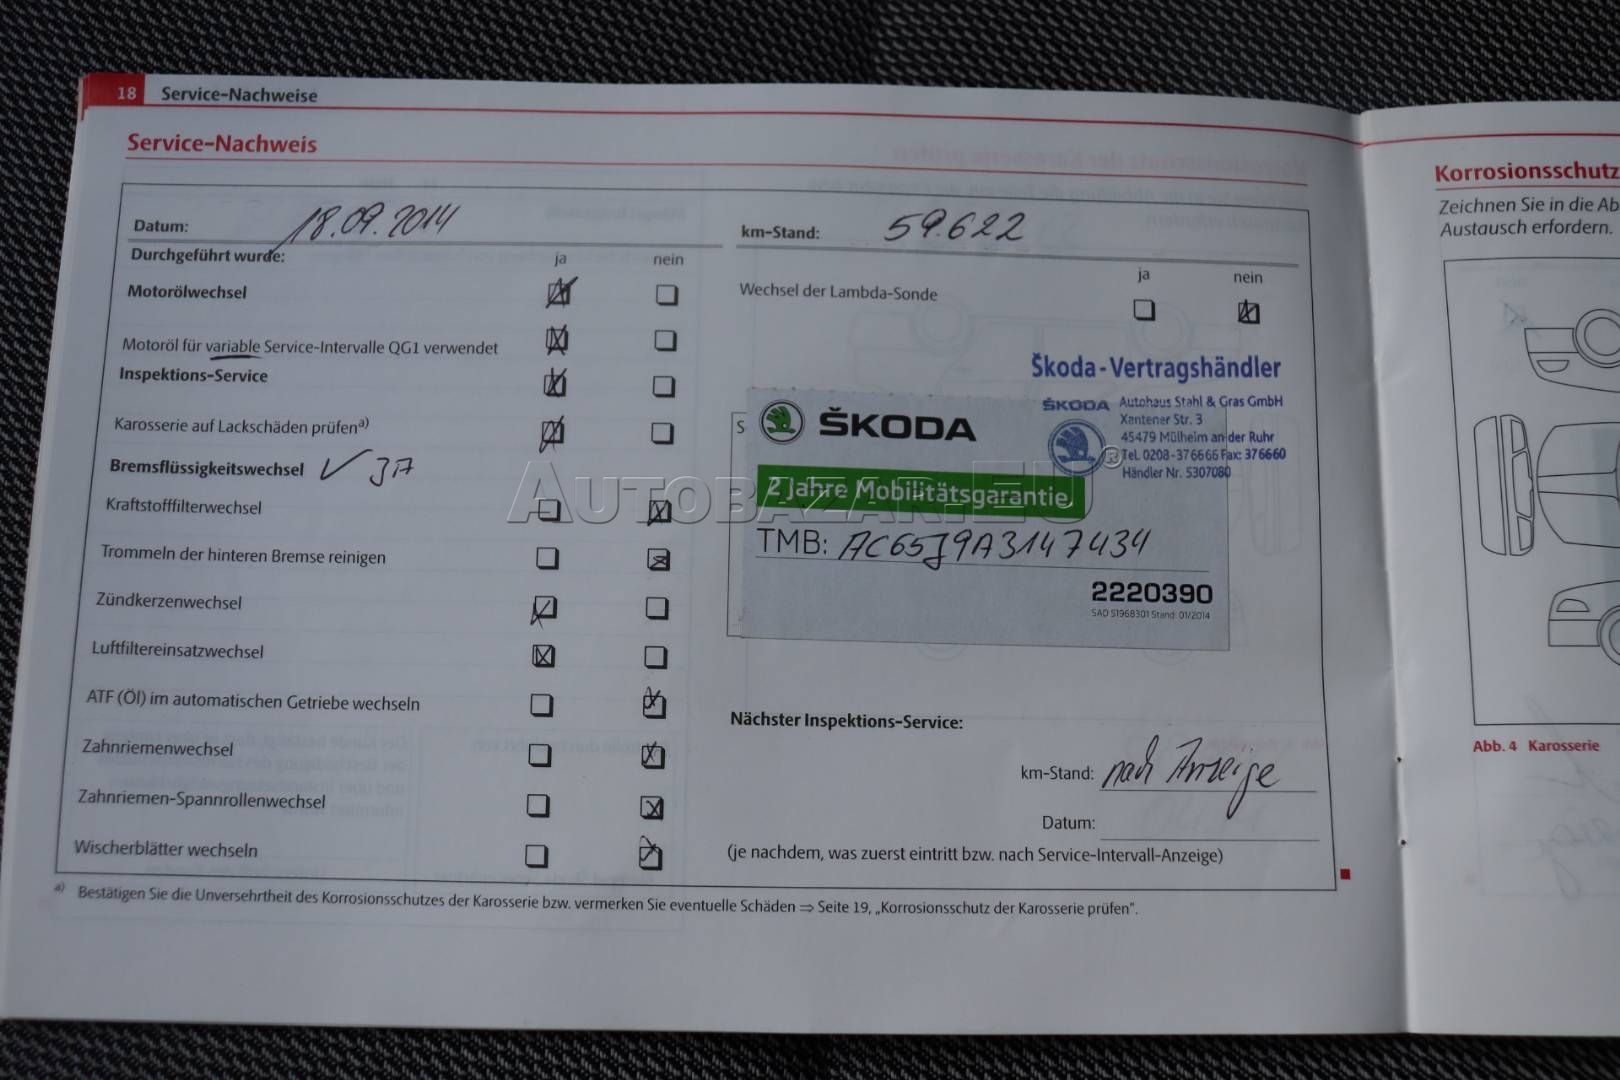 18 Service-Nachweise
Service-Nachweis
Datum: 18.09.2014
km-Stand: 59.622
Durchgeführt wurde: ja nein
Motorölwechsel
Motoröl für variable Service-Intervalle QG1 verwendet
Inspektions-Service
Karosserie auf Lackschäden prüfen a)
Bremsflüssigkeitswechsel
Kraftstofffilterwechsel
Trommeln der hinteren Bremse reinigen
Zündkerzenwechsel
Luftfiltereinsatzwechsel
ATF (Öl) im automatischen Getriebe wechseln
Zahnriemenwechsel
Zahnriemen-Spannrollenwechsel
Wischerblätter wechseln
ja nein
Wechsel der Lambda-Sonde
Škoda-Vertragshändler
ŠKODA Autohaus Stahl & Gras GmbH
Xantener Str. 3
45479 Mülheim an der Ruhr
Tel. 0208-376666 Fax: 376660
Händler Nr. 5307080
S
ŠKODA
2 Jahre Mobilitätsgarantie.
TMB: AC65J9A3147434
2220390
SAD 51968301 Stand: 01/2014
AUTOBAZAR.EU ®
Nächster Inspektions-Service:
km-Stand: nach Anzeige
Datum:
(je nachdem, was zuerst eintritt bzw. nach Service-Intervall-Anzeige)
a) Bestätigen Sie die Unversehrtheit des Korrosionsschutzes der Karosserie bzw. vermerken Sie eventuelle Schäden ⇒ Seite 19, „Korrosionsschutz der Karosserie prüfen“.
Korrosionsschutz
Zeichnen Sie in die Ab
Austausch erfordern.
Abb. 4 Karosserie